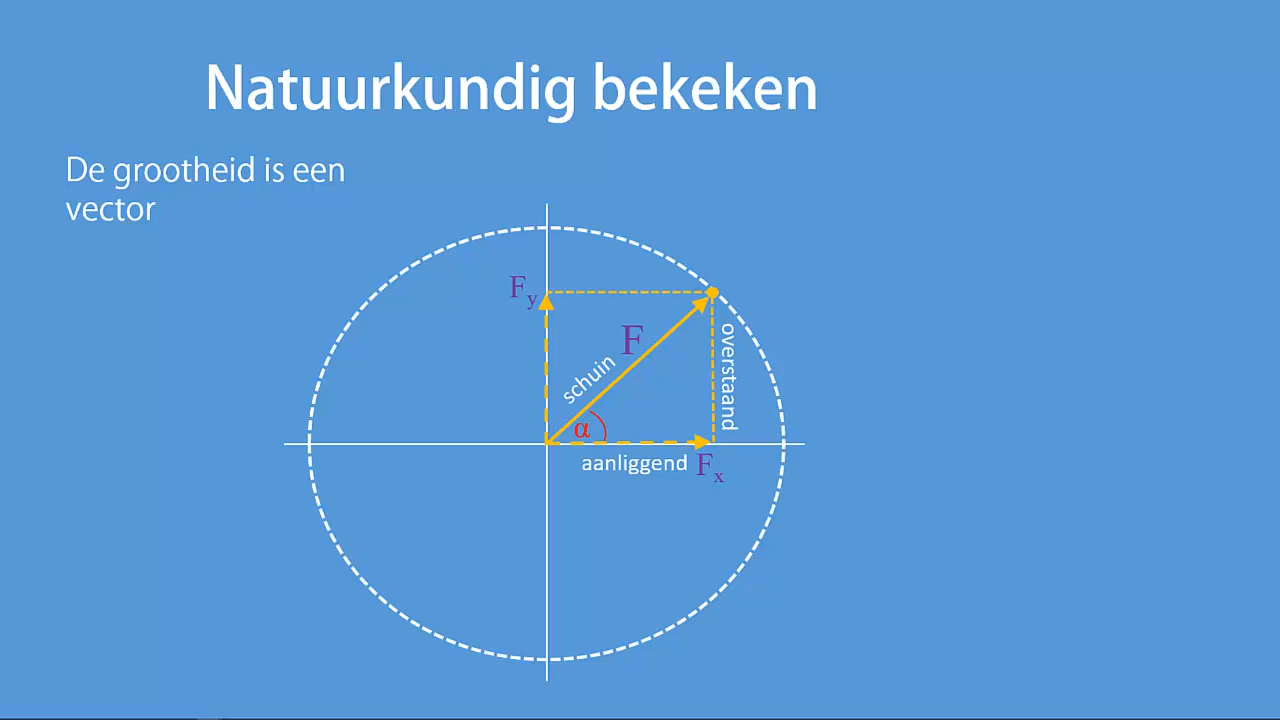 Natuurkundig bekeken
De grootheid is een
vector
Fy
F
schuin
overstaand
α
aanliggend
Fx